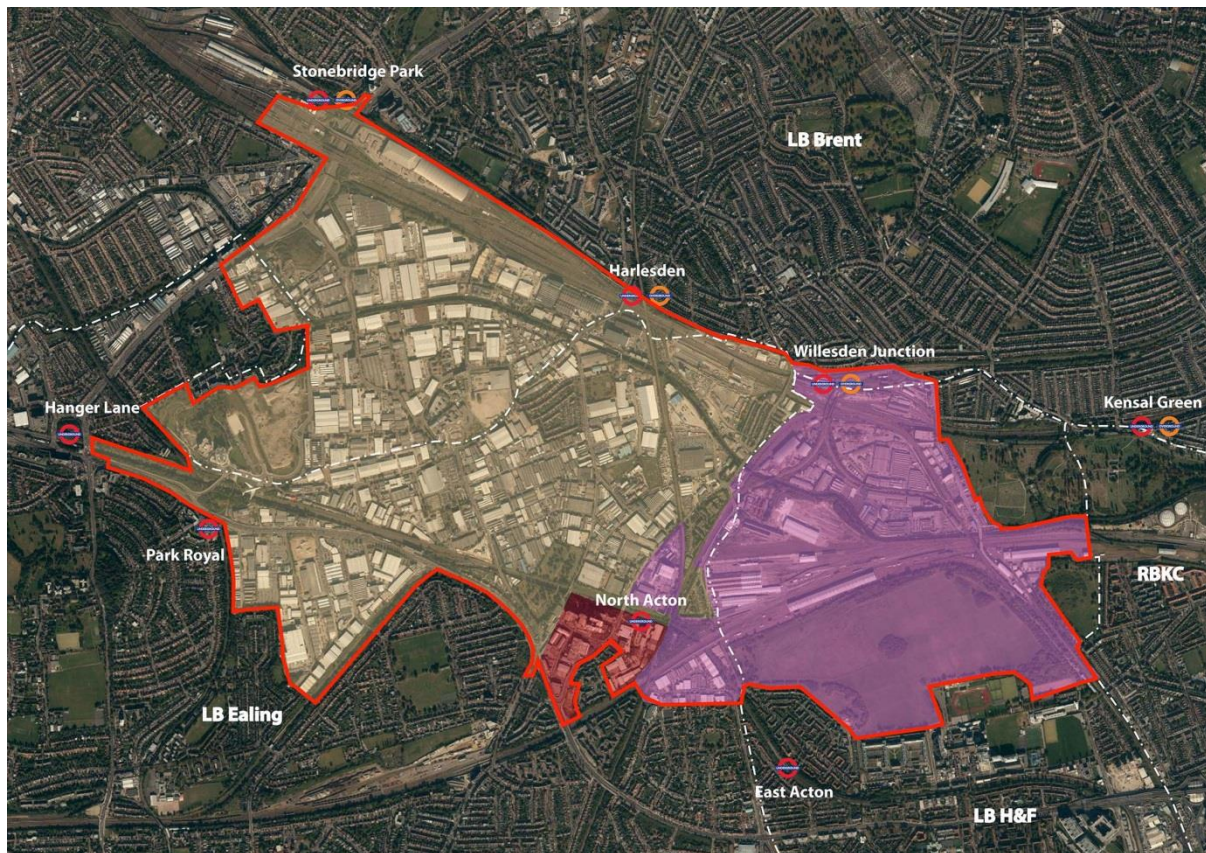 Stonebridge Park
LB Brent
Harlesden
Willesden Junction
Hanger Lane
Kensal Green
Park Royal
RBKC
North Acton
LB Ealing
East Acton
LB H&F